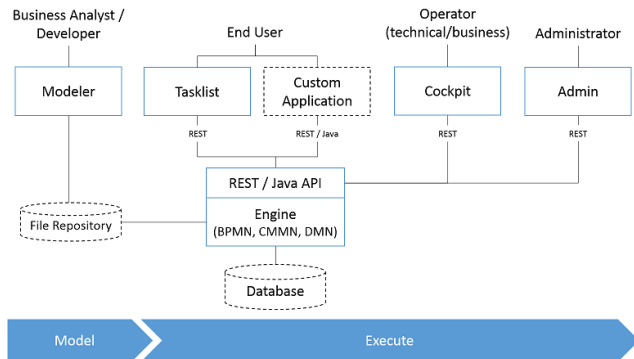 Business Analyst /
Developer
End User
Operator
(technical/business)
Administrator
Modeler
Tasklist
Custom
Application
Cockpit
Admin
REST
REST / Java
REST
REST
REST / Java API
Engine
(BPMN, CMMN, DMN)
File Repository
Database
Model
Execute